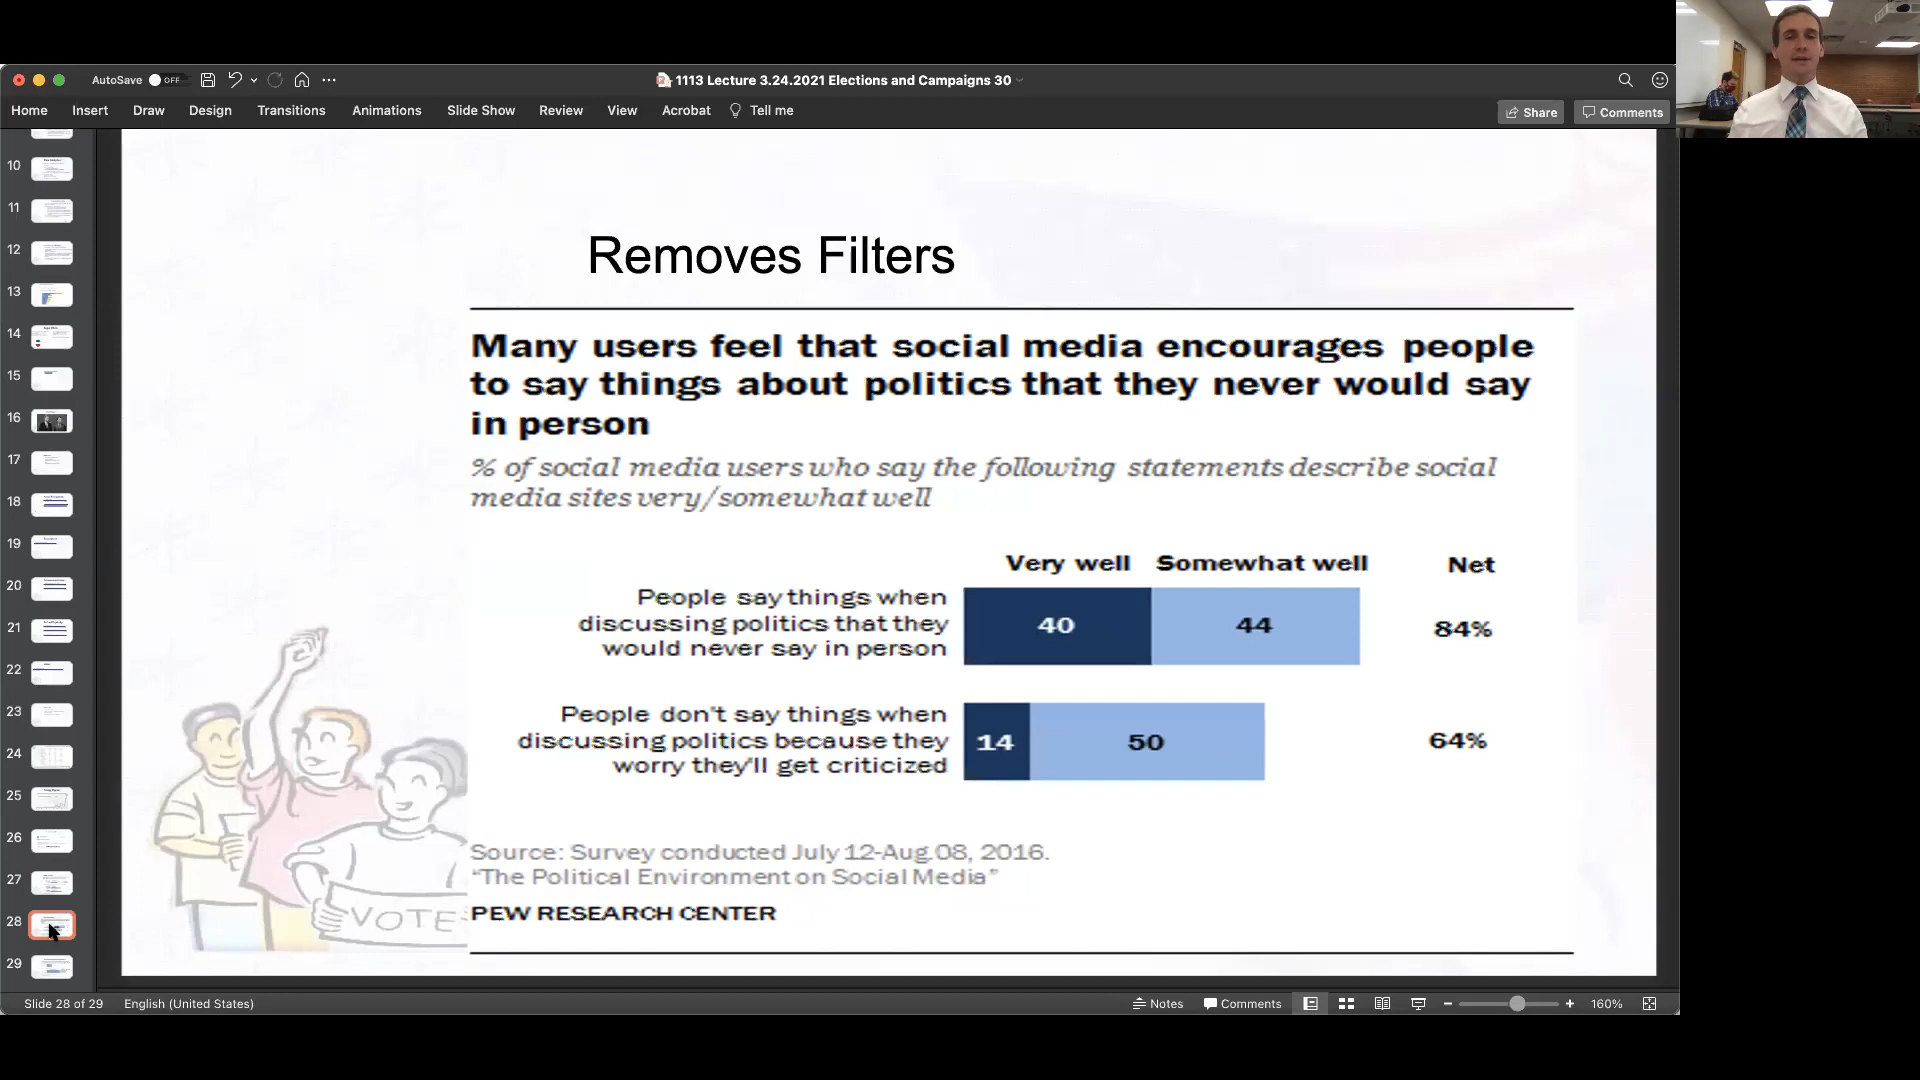 AutoSave OFF
1113 Lecture 3.24.2021 Elections and Campaigns 30
Home Insert Draw Design Transitions Animations Slide Show Review View Acrobat Tell me
Share Comments
10
11
12
13
14
15
16
17
18
19
20
21
22
23
24
25
26
27
28
29
Removes Filters
Many users feel that social media encourages people
to say things about politics that they never would say
in person
% of social media users who say the following statements describe social
media sites very/somewhat well
Very well Somewhat well Net
People say things when
discussing politics that they
would never say in person
40 44 84%
People don't say things when
discussing politics because they
worry they'll get criticized
14 50 64%
Source: Survey conducted July 12-Aug.08, 2016.
"The Political Environment on Social Media"
PEW RESEARCH CENTER
VOTE
Slide 28 of 29 English (United States) Notes Comments 160%